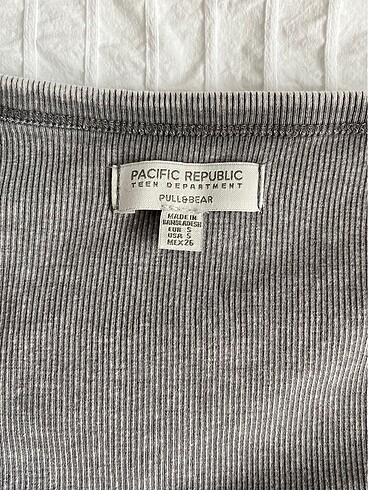 PACIFIC REPUBLIC
TEEN DEPARTMENT
PULL&BEAR
MADE IN
BANGLADESH
EUR S
USA S
MEX 26